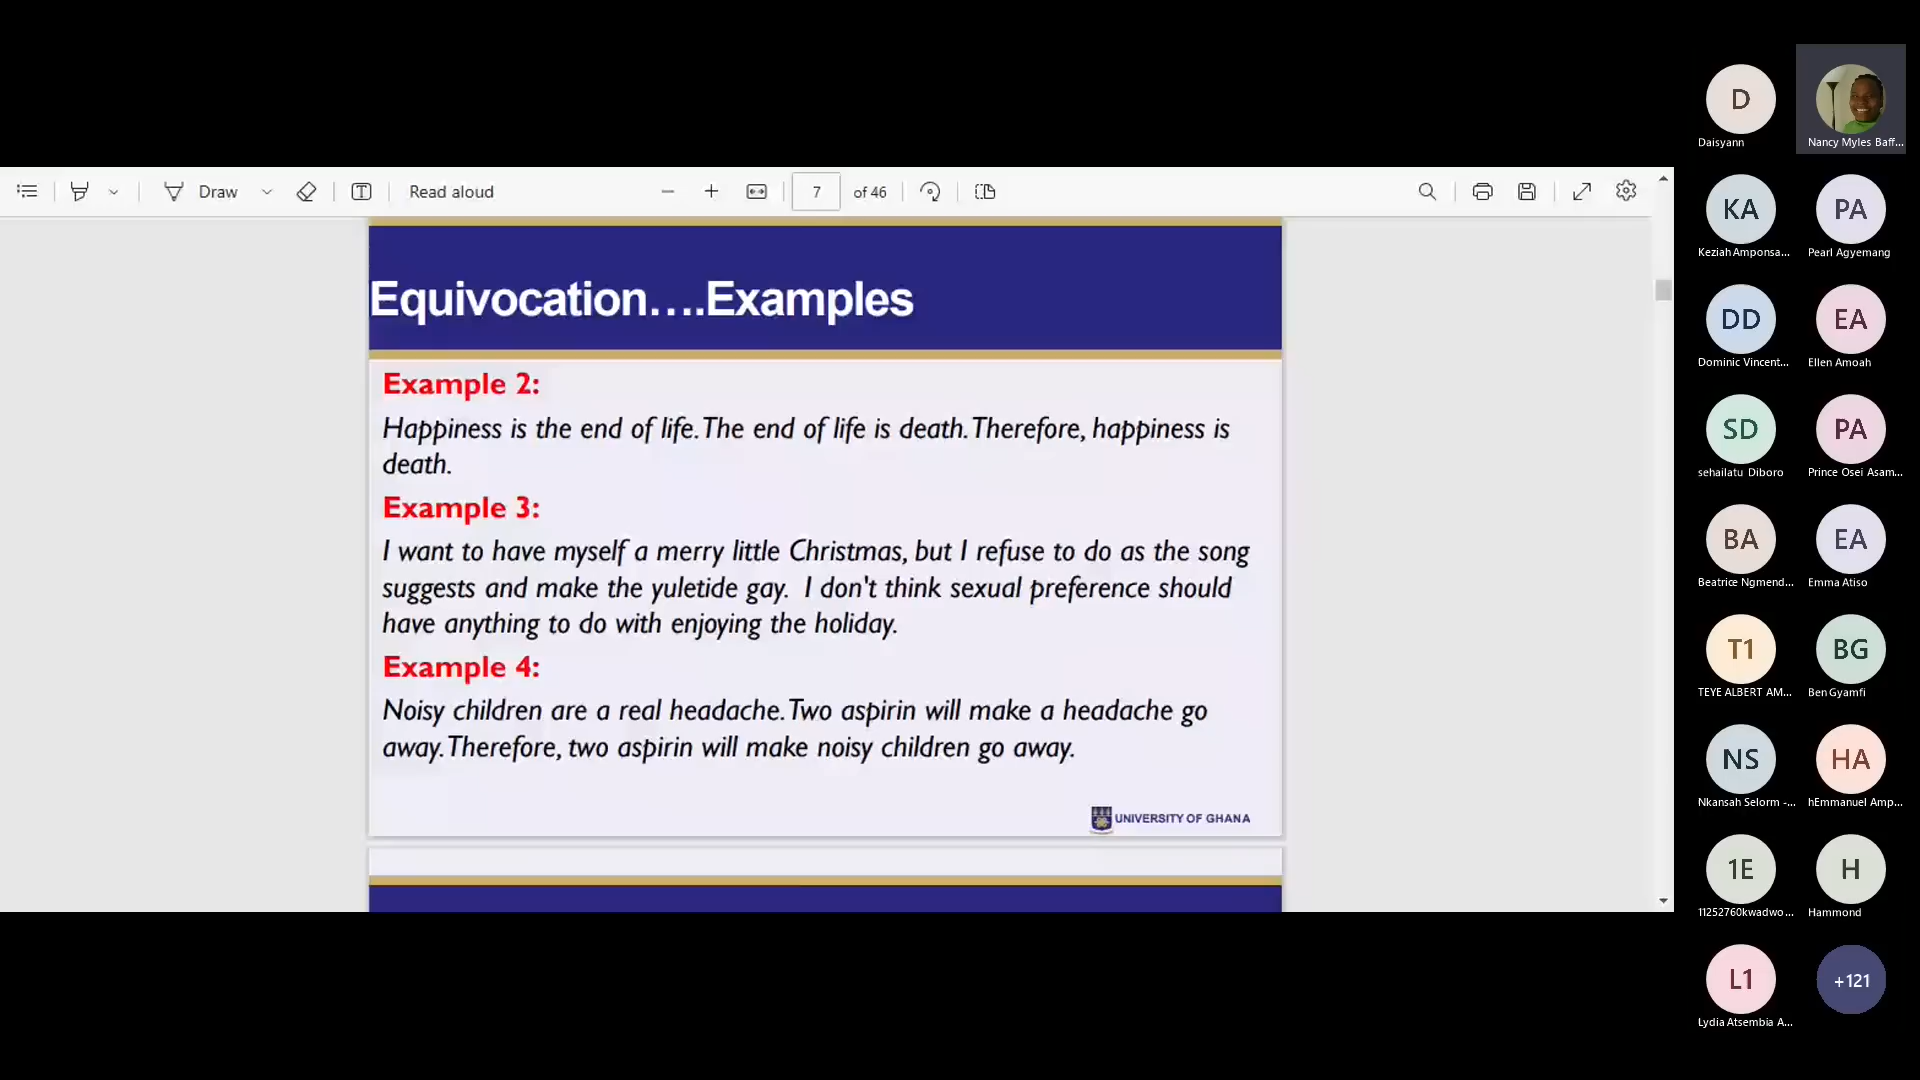 Read aloud
Draw
7
of 46
Equivocation….Examples
Example 2:
Happiness is the end of life. The end of life is death. Therefore, happiness is
death.
Example 3:
I want to have myself a merry little Christmas, but I refuse to do as the song
suggests and make the yuletide gay. I don't think sexual preference should
have anything to do with enjoying the holiday.
Example 4:
Noisy children are a real headache. Two aspirin will make a headache go
away. Therefore, two aspirin will make noisy children go away.
UNIVERSITY OF GHANA
D
Daisyann
Nancy Myles Baff...
KA
Keziah Amponsa...
PA
Pearl Agyemang
DD
Dominic Vincent...
EA
Ellen Amoah
SD
sehailatu Diboro
PA
Prince Osei Asam...
BA
Beatrice Ngmend...
EA
Emma Atiso
T1
TEYE ALBERT AM...
BG
Ben Gyamfi
NS
Nkansah Selorm -...
HA
hEmmanuel Amp...
1E
11252760kwadwo...
H
Hammond
L1
Lydia Atsembia A...
+121